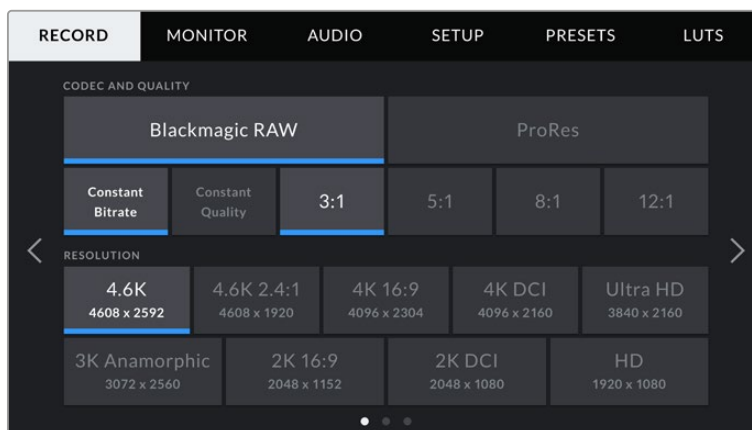 RECORD MONITOR AUDIO SETUP PRESETS LUTS
CODEC AND QUALITY
Blackmagic RAW ProRes
Constant Bitrate Constant Quality 3:1 5:1 8:1 12:1
RESOLUTION
4.6K 4.6K 2.4:1 4K 16:9 4K DCI Ultra HD
4608 x 2592 4608 x 1920 4096 x 2304 4096 x 2160 3840 x 2160
3K Anamorphic 2K 16:9 2K DCI HD
3072 x 2560 2048 x 1152 2048 x 1080 1920 x 1080